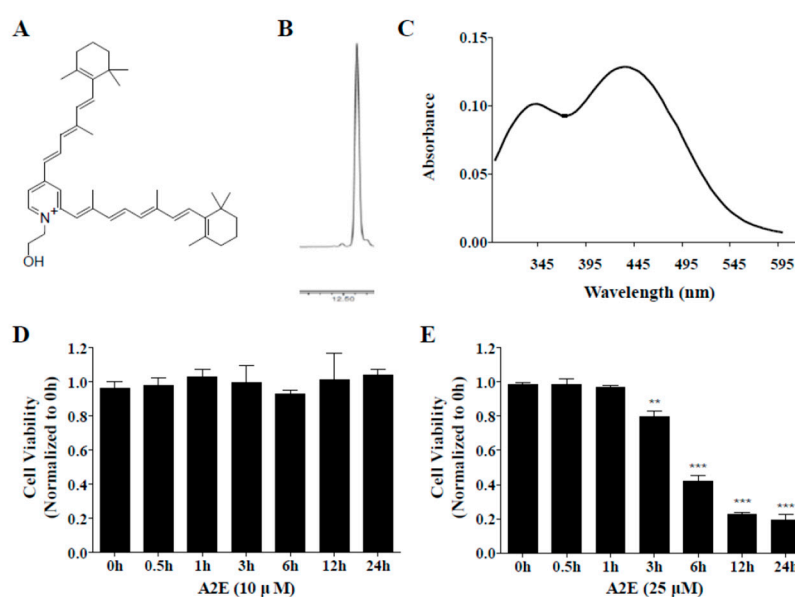 A
N+
OH
B
12.50
C
Absorbance
0.15
0.10
0.05
0.00
345 395 445 495 545 595
Wavelength (nm)
D
Cell Viability
(Normalized to 0h)
1.2
1.0
0.8
0.6
0.4
0.2
0.0
0h 0.5h 1h 3h 6h 12h 24h
A2E (10 μ M)
E
Cell Viability
(Normalized to 0h)
1.2
1.0
0.8
0.6
0.4
0.2
0.0
**
***
***
***
0h 0.5h 1h 3h 6h 12h 24h
A2E (25 μM)